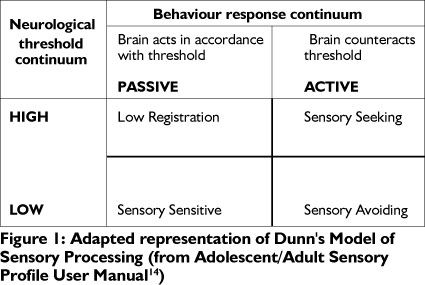 Neurological
threshold
continuum
Behaviour response continuum
Brain acts in accordance
with threshold
PASSIVE
Brain counteracts
threshold
ACTIVE
HIGH
Low Registration
Sensory Seeking
LOW
Sensory Sensitive
Sensory Avoiding
Figure 1: Adapted representation of Dunn's Model of
Sensory Processing (from Adolescent/Adult Sensory
Profile User Manual14)